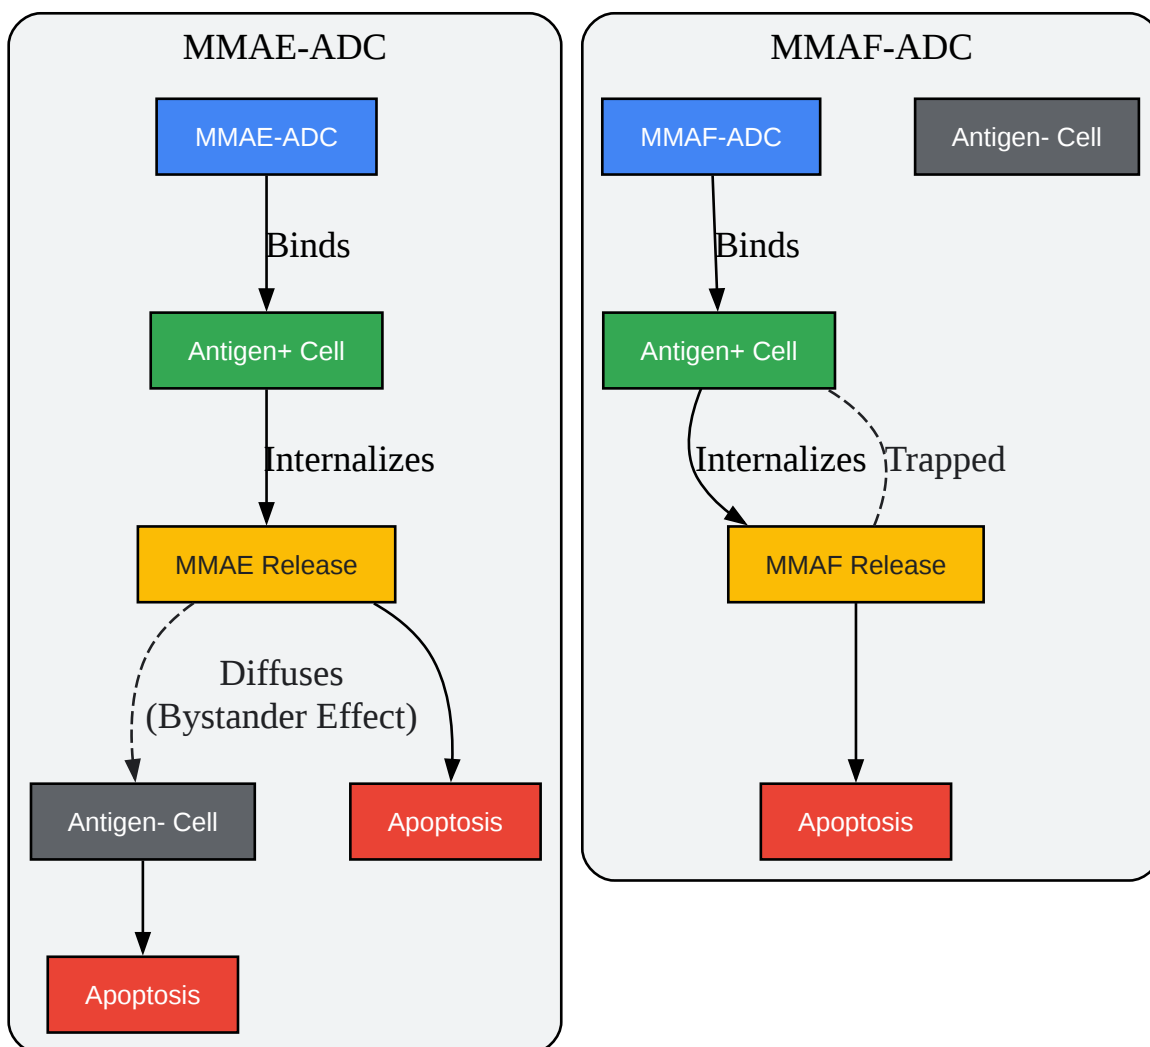 MMAE-ADC
MMAE-ADC
Binds
Antigen+ Cell
Internalizes
MMAE Release
Diffuses
(Bystander Effect)
Antigen- Cell
Apoptosis
Apoptosis
MMAF-ADC
MMAF-ADC
Antigen- Cell
Binds
Antigen+ Cell
Internalizes
Trapped
MMAF Release
Apoptosis